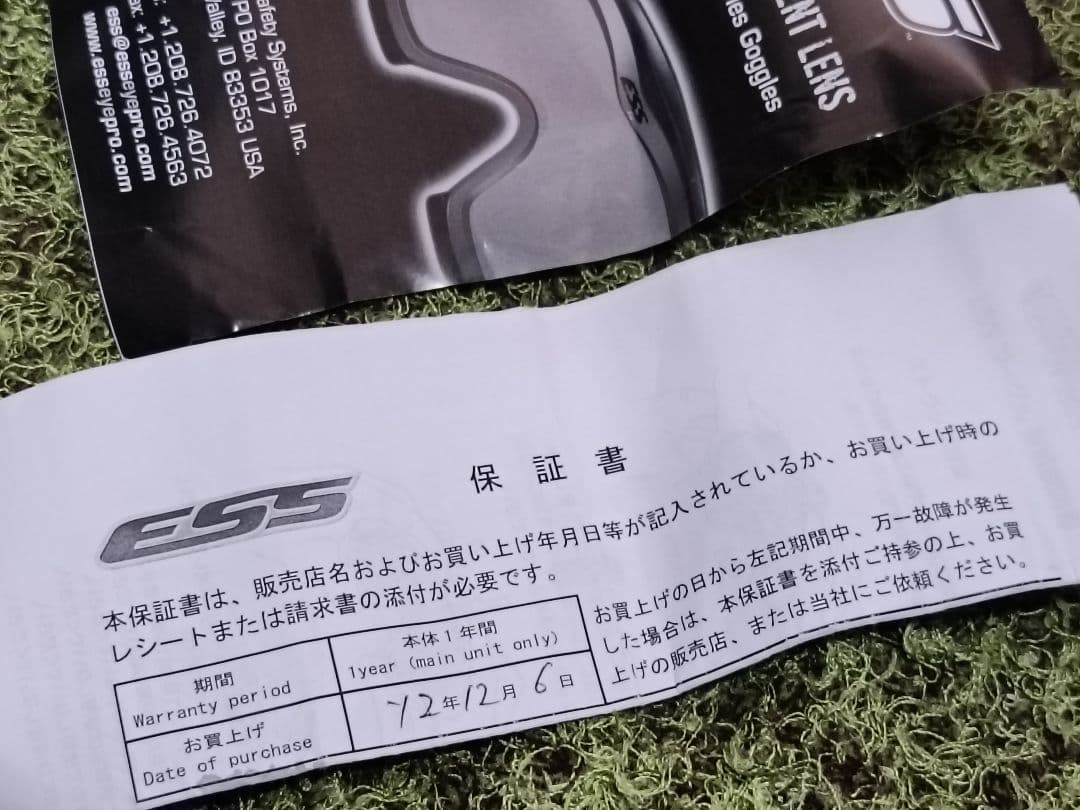 ENT LENS
les Goggles
afety Systems, Inc.
PO Box 1017
Valley, ID 83353 USA
+1.208.726.4072
ax: +1.208.726.4563
ess@esseyepro.com
www.esseyepro.com
ESS
ESS
保証書
本保証書は、販売店名およびお買い上げ年月日等が記入されているか、お買い上げ時の
レシートまたは請求書の添付が必要です。
期間
Warranty period
本体1年間
1year (main unit only)
お買上げ
Date of purchase
'12年12月6日
お買上げの日から左記期間中、万一故障が発生
した場合は、本保証書を添付ご持参の上、お買
上げの販売店、または当社にご依頼ください。